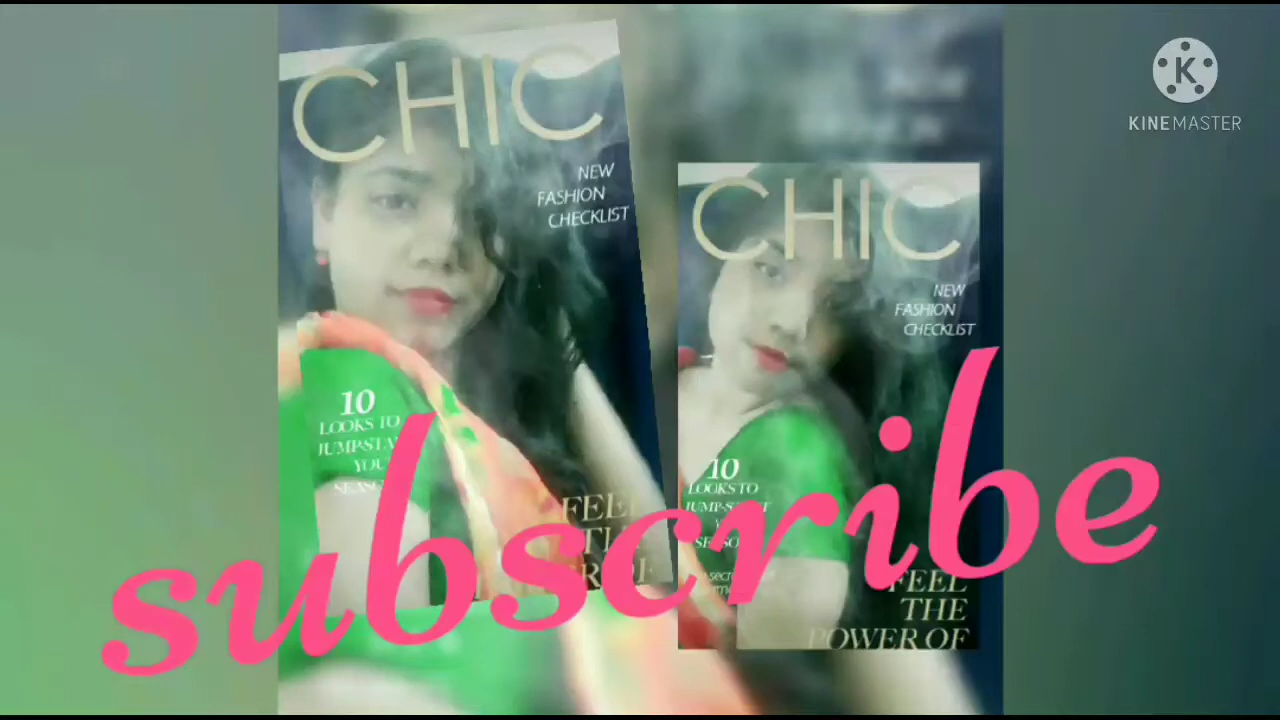 CHIC
NEW
FASHION
CHECKLIST
10
LOOKS TO
FEEL
CHIC
NEW
FASHION
CHECKLIST
10
LOOKS TO
FEEL
THE
POWER OF
subscribe
K
KINEMASTER